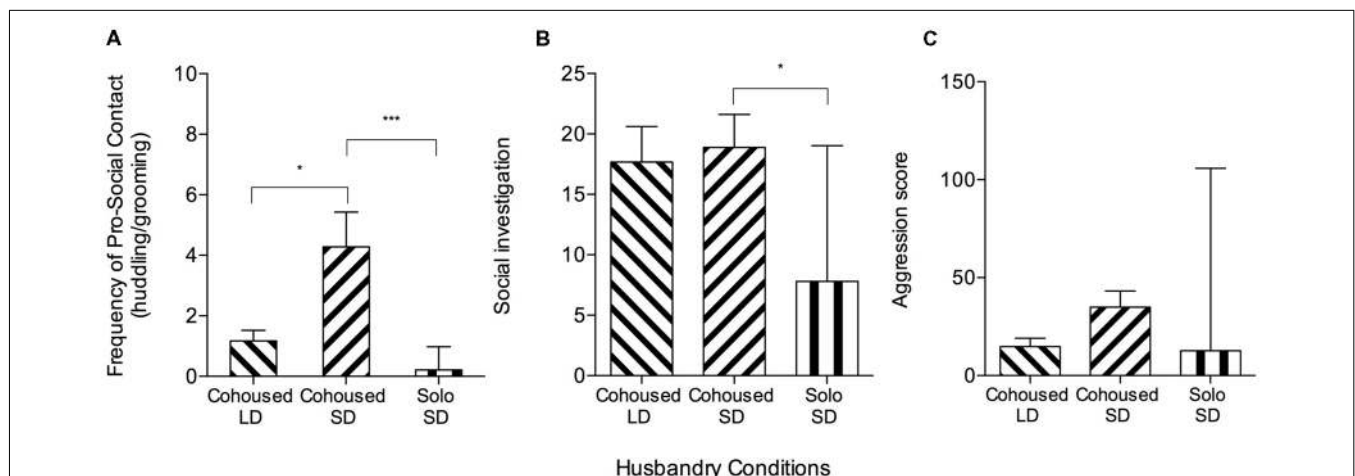 A
Frequency of Pro-Social Contact
(huddling/grooming)
10
8
6
4
2
0
*
***
Cohoused
LD
Cohoused
SD
Solo
SD
B
Social investigation
25
20
15
10
5
0
*
Cohoused
LD
Cohoused
SD
Solo
SD
C
Aggression score
150
100
50
0
Cohoused
LD
Cohoused
SD
Solo
SD
Husbandry Conditions